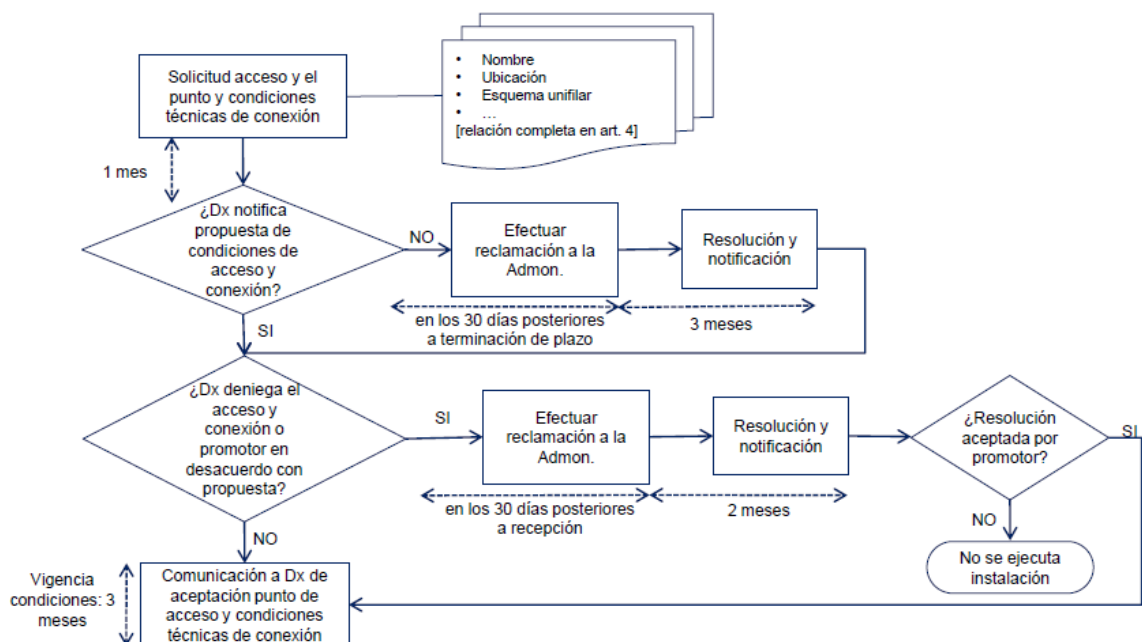 Solicitud acceso y el
punto y condiciones
técnicas de conexión
• Nombre
• Ubicación
• Esquema unifilar
• ...
[relación completa en art. 4]
1 mes
¿Dx notifica
propuesta de
condiciones de
acceso y
conexión?
NO
Efectuar
reclamación a la
Admon.
Resolución y
notificación
en los 30 días posteriores
a terminación de plazo
3 meses
SI
¿Dx deniega el
acceso y
conexión o
promotor en
desacuerdo con
propuesta?
SI
Efectuar
reclamación a la
Admon.
Resolución y
notificación
¿Resolución
aceptada por
promotor?
SI
en los 30 días posteriores
a recepción
2 meses
NO
NO
No se ejecuta
instalación
Vigencia
condiciones: 3
meses
Comunicación a Dx de
aceptación punto de
acceso y condiciones
técnicas de conexión